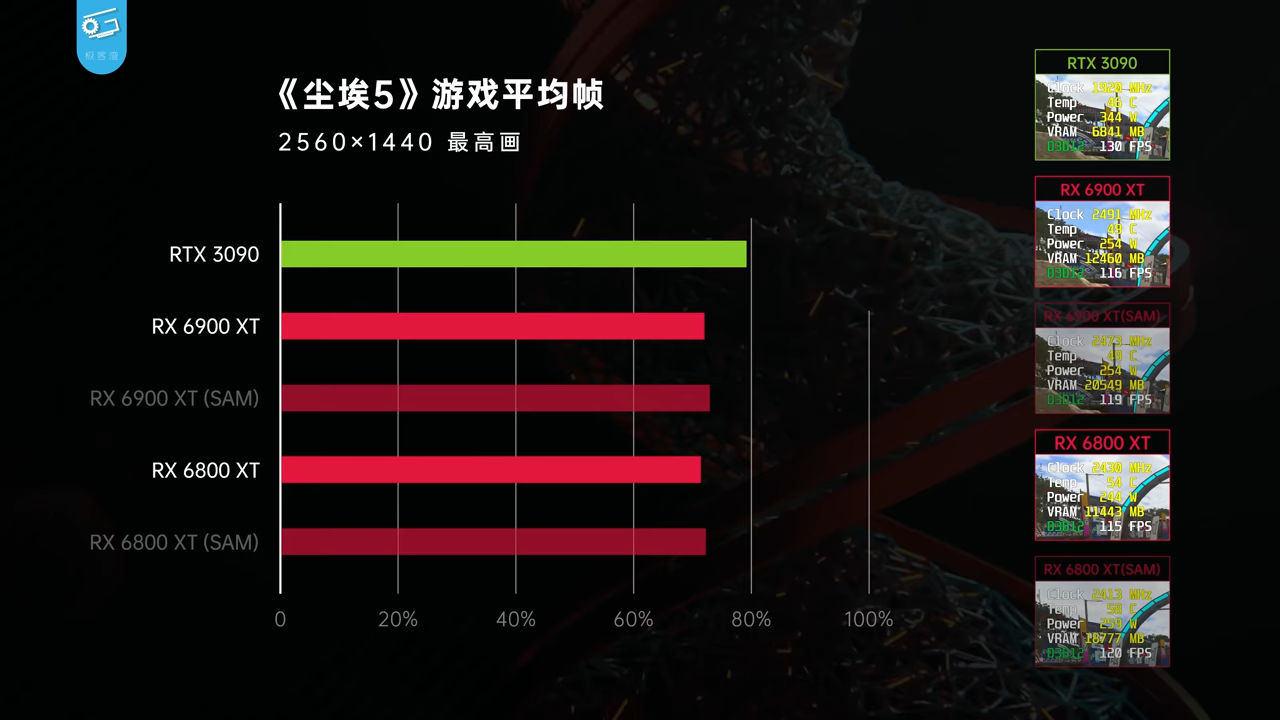 极客湾
《尘埃5》游戏平均帧
2560×1440 最高画
RTX 3090
RX 6900 XT
RX 6900 XT (SAM)
RX 6800 XT
RX 6800 XT (SAM)
0 20% 40% 60% 80% 100%
RTX 3090
Clock 1920 MHz
Temp 46 C
Power 344 W
VRAM 6841 MB
D3D12 130 FPS
RX 6900 XT
Clock 2491 MHz
Temp 49 C
Power 254 W
VRAM 12460 MB
D3D12 116 FPS
RX 6900 XT(SAM)
Clock 2473 MHz
Temp 49 C
Power 254 W
VRAM 20549 MB
D3D12 119 FPS
RX 6800 XT
Clock 2430 MHz
Temp 54 C
Power 244 W
VRAM 11443 MB
D3D12 115 FPS
RX 6800 XT(SAM)
Clock 2413 MHz
Temp 58 C
Power 259 W
VRAM 18777 MB
D3D12 120 FPS